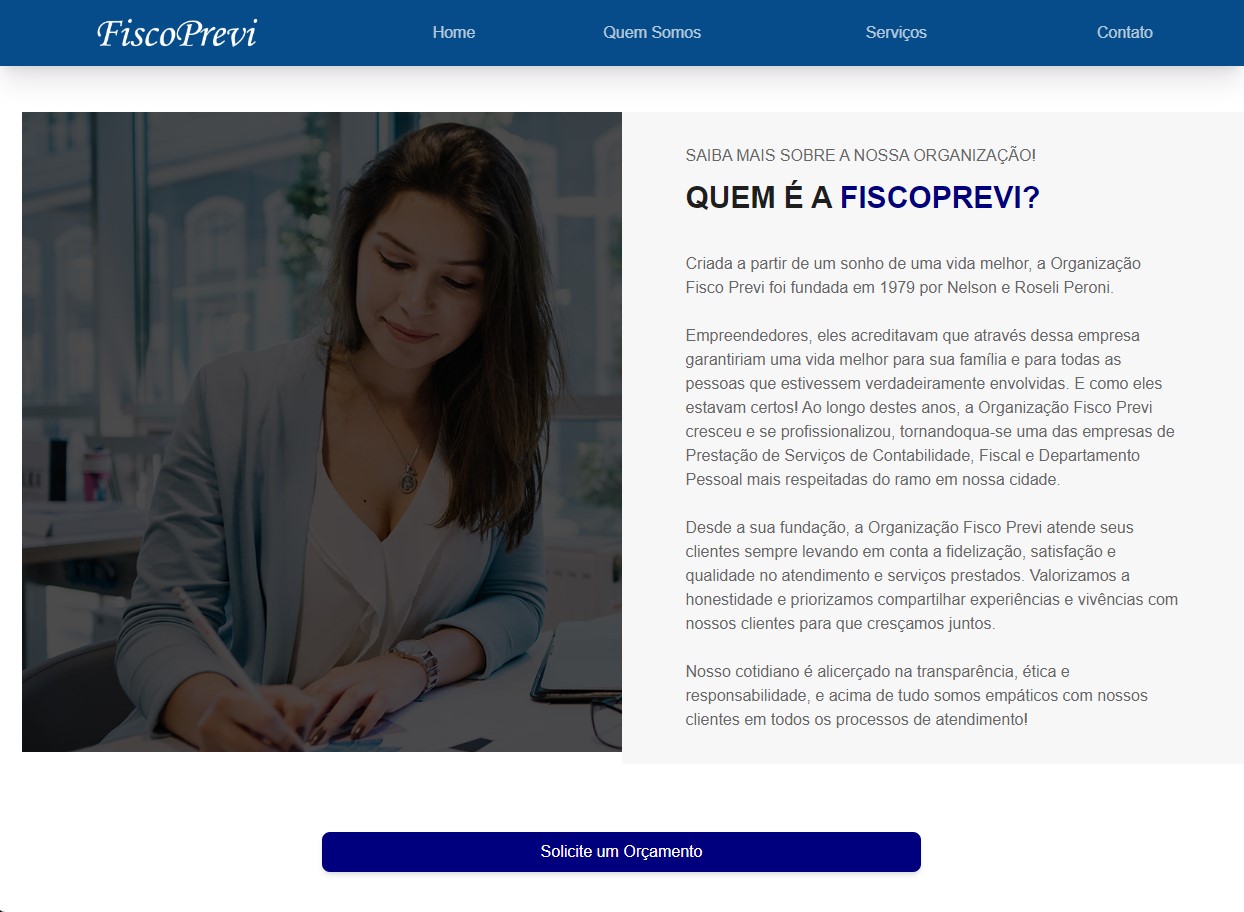 FiscoPrevi
Home
Quem Somos
Serviços
Contato
SAIBA MAIS SOBRE A NOSSA ORGANIZAÇÃO!
QUEM É A FISCOPREVI?
Criada a partir de um sonho de uma vida melhor, a Organização
Fisco Previ foi fundada em 1979 por Nelson e Roseli Peroni.
Empreendedores, eles acreditavam que através dessa empresa
garantiriam uma vida melhor para sua família e para todas as
pessoas que estivessem verdadeiramente envolvidas. E como eles
estavam certos! Ao longo destes anos, a Organização Fisco Previ
cresceu e se profissionalizou, tornandoqua-se uma das empresas de
Prestação de Serviços de Contabilidade, Fiscal e Departamento
Pessoal mais respeitadas do ramo em nossa cidade.
Desde a sua fundação, a Organização Fisco Previ atende seus
clientes sempre levando em conta a fidelização, satisfação e
qualidade no atendimento e serviços prestados. Valorizamos a
honestidade e priorizamos compartilhar experiências e vivências com
nossos clientes para que cresçamos juntos.
Nosso cotidiano é alicerçado na transparência, ética e
responsabilidade, e acima de tudo somos empáticos com nossos
clientes em todos os processos de atendimento!
Solicite um Orçamento